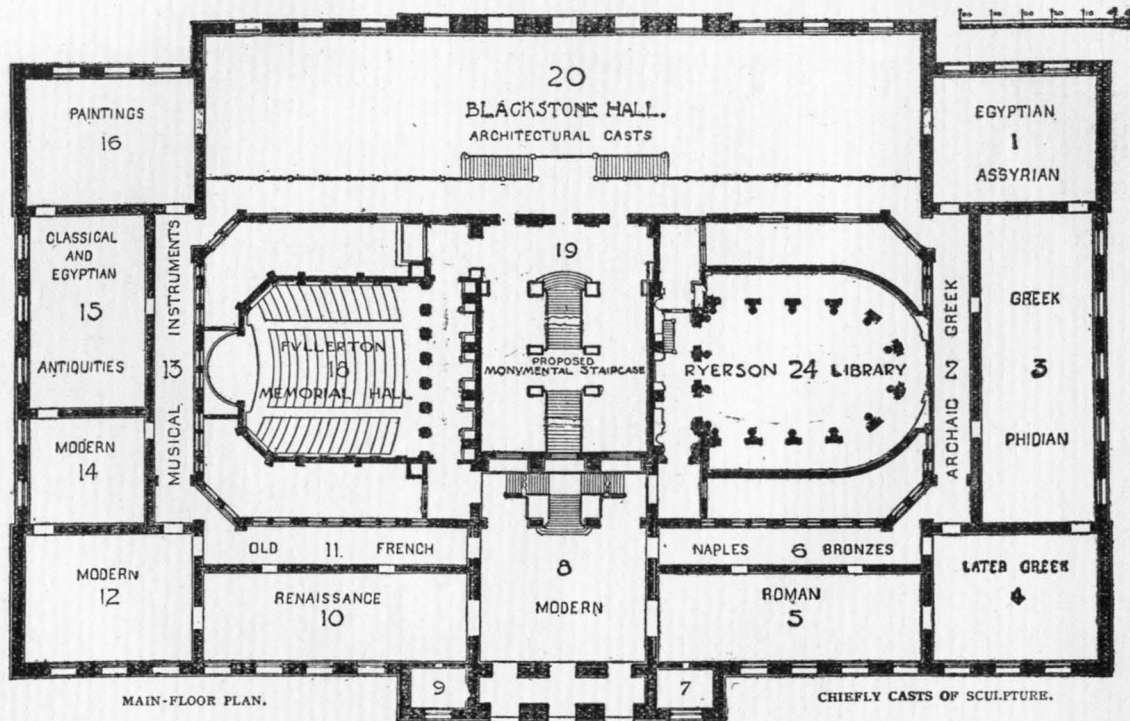 20
BLACKSTONE HALL.
ARCHITECTURAL CASTS
PAINTINGS
16
EGYPTIAN
1
ASSYRIAN
CLASSICAL
AND
EGYPTIAN
15
ANTIQUITIES
MUSICAL 13 INSTRUMENTS
19
PROPOSED
MONVMENTAL STAIRCASE
FVLLERTON
18
MEMORIAL HALL.
RYERSON 24 LIBRARY
ARCHAIC 2 GREEK
GREEK
3
PHIDIAN
MODERN
14
MODERN
12
OLD 11. FRENCH
RENAISSANCE
10
8
MODERN
NAPLES 6 BRONZES
ROMAN
5
LATER GREEK
4
9
7
MAIN-FLOOR PLAN.
CHIEFLY CASTS OF SCULPTURE.